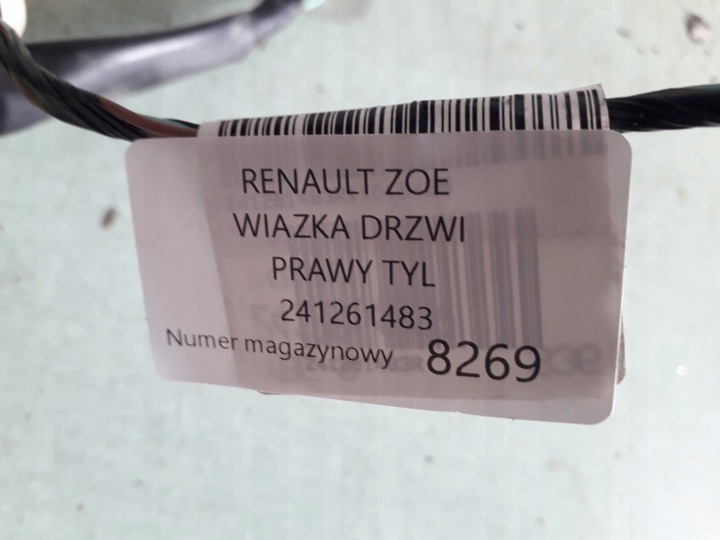 RENAULT ZOE
WIAZKA DRZWI
PRAWY TYL
241261483
Numer magazynowy 8269